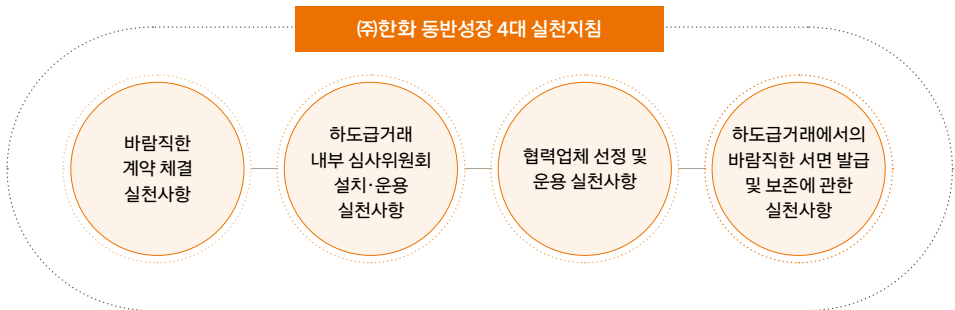 ㈜한화 동반성장 4대 실천지침
바람직한
계약 체결
실천사항
하도급거래
내부 심사위원회
설치·운용
실천사항
협력업체 선정 및
운용 실천사항
하도급거래에서의
바람직한 서면 발급
및 보존에 관한
실천사항